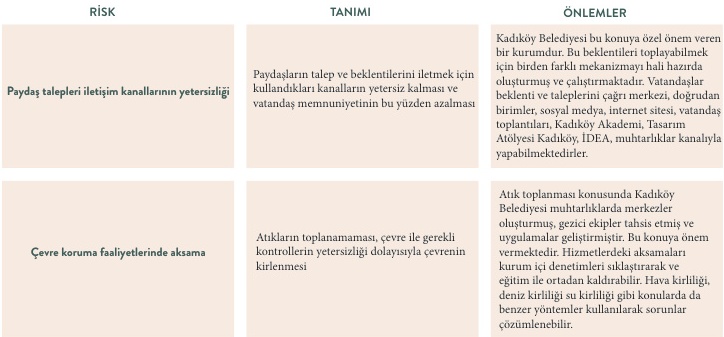 RİSK
TANIMI
ÖNLEMLER
Paydaş talepleri iletişim kanallarının yetersizliği
Paydaşların talep ve beklentilerini iletmek için
kullandıkları kanalların yetersiz kalması ve
vatandaş memnuniyetinin bu yüzden azalması
Kadıköy Belediyesi bu konuya özel önem veren
bir kurumdur. Bu beklentileri toplayabilmek
için birden farklı mekanizmayı hali hazırda
oluşturmuş ve çalıştırmaktadır. Vatandaşlar
beklenti ve taleplerini çağrı merkezi, doğrudan
birimler, sosyal medya, internet sitesi, vatandaş
toplantıları, Kadıköy Akademi, Tasarım
Atölyesi Kadıköy, İDEA, muhtarlıklar kanalıyla
yapabilmektedirler.
Çevre koruma faaliyetlerinde aksama
Atıkların toplanamaması, çevre ile gerekli
kontrollerin yetersizliği dolayısıyla çevrenin
kirlenmesi
Atık toplanması konusunda Kadıköy
Belediyesi muhtarlıklarda merkezler
oluşturmuş, gezici ekipler tahsis etmiş ve
uygulamalar geliştirmiştir. Bu konuya önem
vermektedir. Hizmetlerdeki aksamaları
kurum içi denetimleri sıklaştırarak ve
eğitim ile ortadan kaldırabilir. Hava kirliliği,
deniz kirliliği su kirliliği gibi konularda da
benzer yöntemler kullanılarak sorunlar
çözümlenebilir.